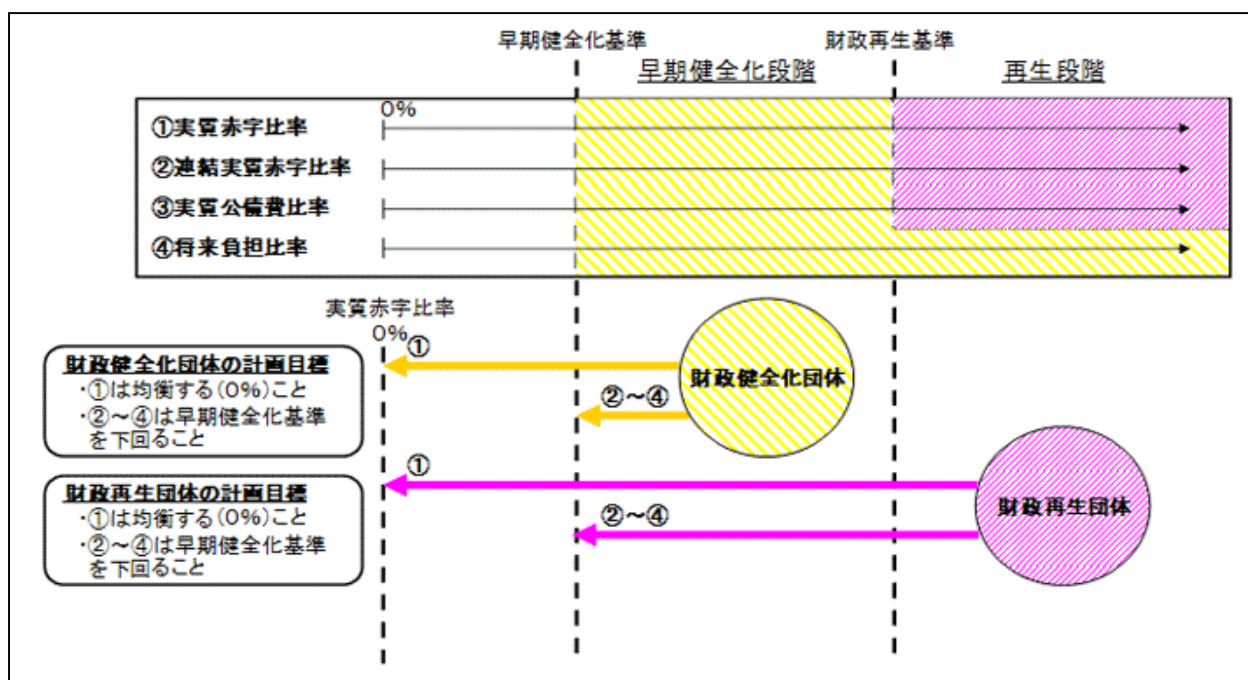 早期健全化基準
財政再生基準
早期健全化段階
再生段階
0%
①実質赤字比率
②連結実質赤字比率
③実質公債費比率
④将来負担比率
実質赤字比率
0%
財政健全化団体の計画目標
・①は均衡する(0%)こと
・②～④は早期健全化基準
を下回ること
①
②～④
財政健全化団体
財政再生団体の計画目標
・①は均衡する(0%)こと
・②～④は早期健全化基準
を下回ること
①
②～④
財政再生団体